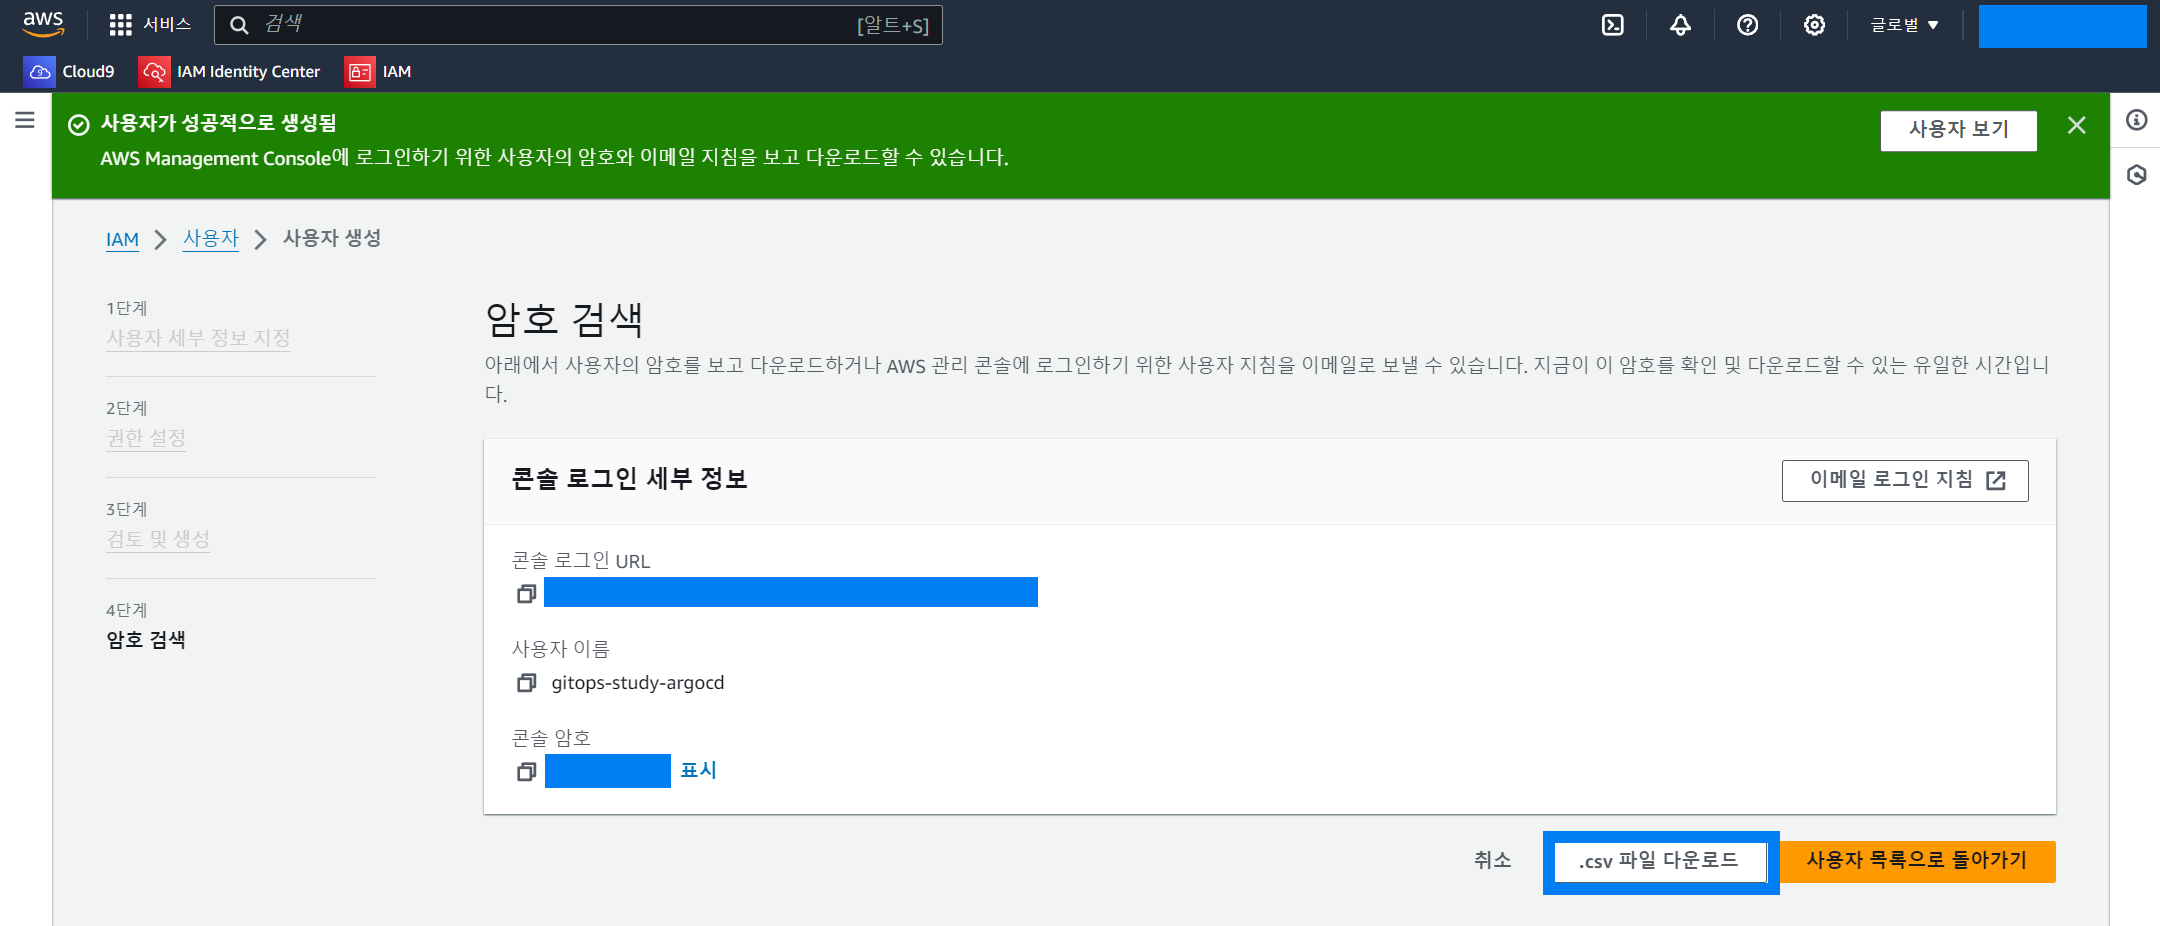 aws
서비스
검색
[알트+S]
글로벌
Cloud9
IAM Identity Center
IAM
사용자가 성공적으로 생성됨
AWS Management Console에 로그인하기 위한 사용자의 암호와 이메일 지침을 보고 다운로드할 수 있습니다.
사용자 보기
IAM
사용자
사용자 생성
1단계
사용자 세부 정보 지정
2단계
권한 설정
3단계
검토 및 생성
4단계
암호 검색
암호 검색
아래에서 사용자의 암호를 보고 다운로드하거나 AWS 관리 콘솔에 로그인하기 위한 사용자 지침을 이메일로 보낼 수 있습니다. 지금이 이 암호를 확인 및 다운로드할 수 있는 유일한 시간입니
다.
콘솔 로그인 세부 정보
이메일 로그인 지침
콘솔 로그인 URL
사용자 이름
gitops-study-argocd
콘솔 암호
표시
취소
.csv 파일 다운로드
사용자 목록으로 돌아가기